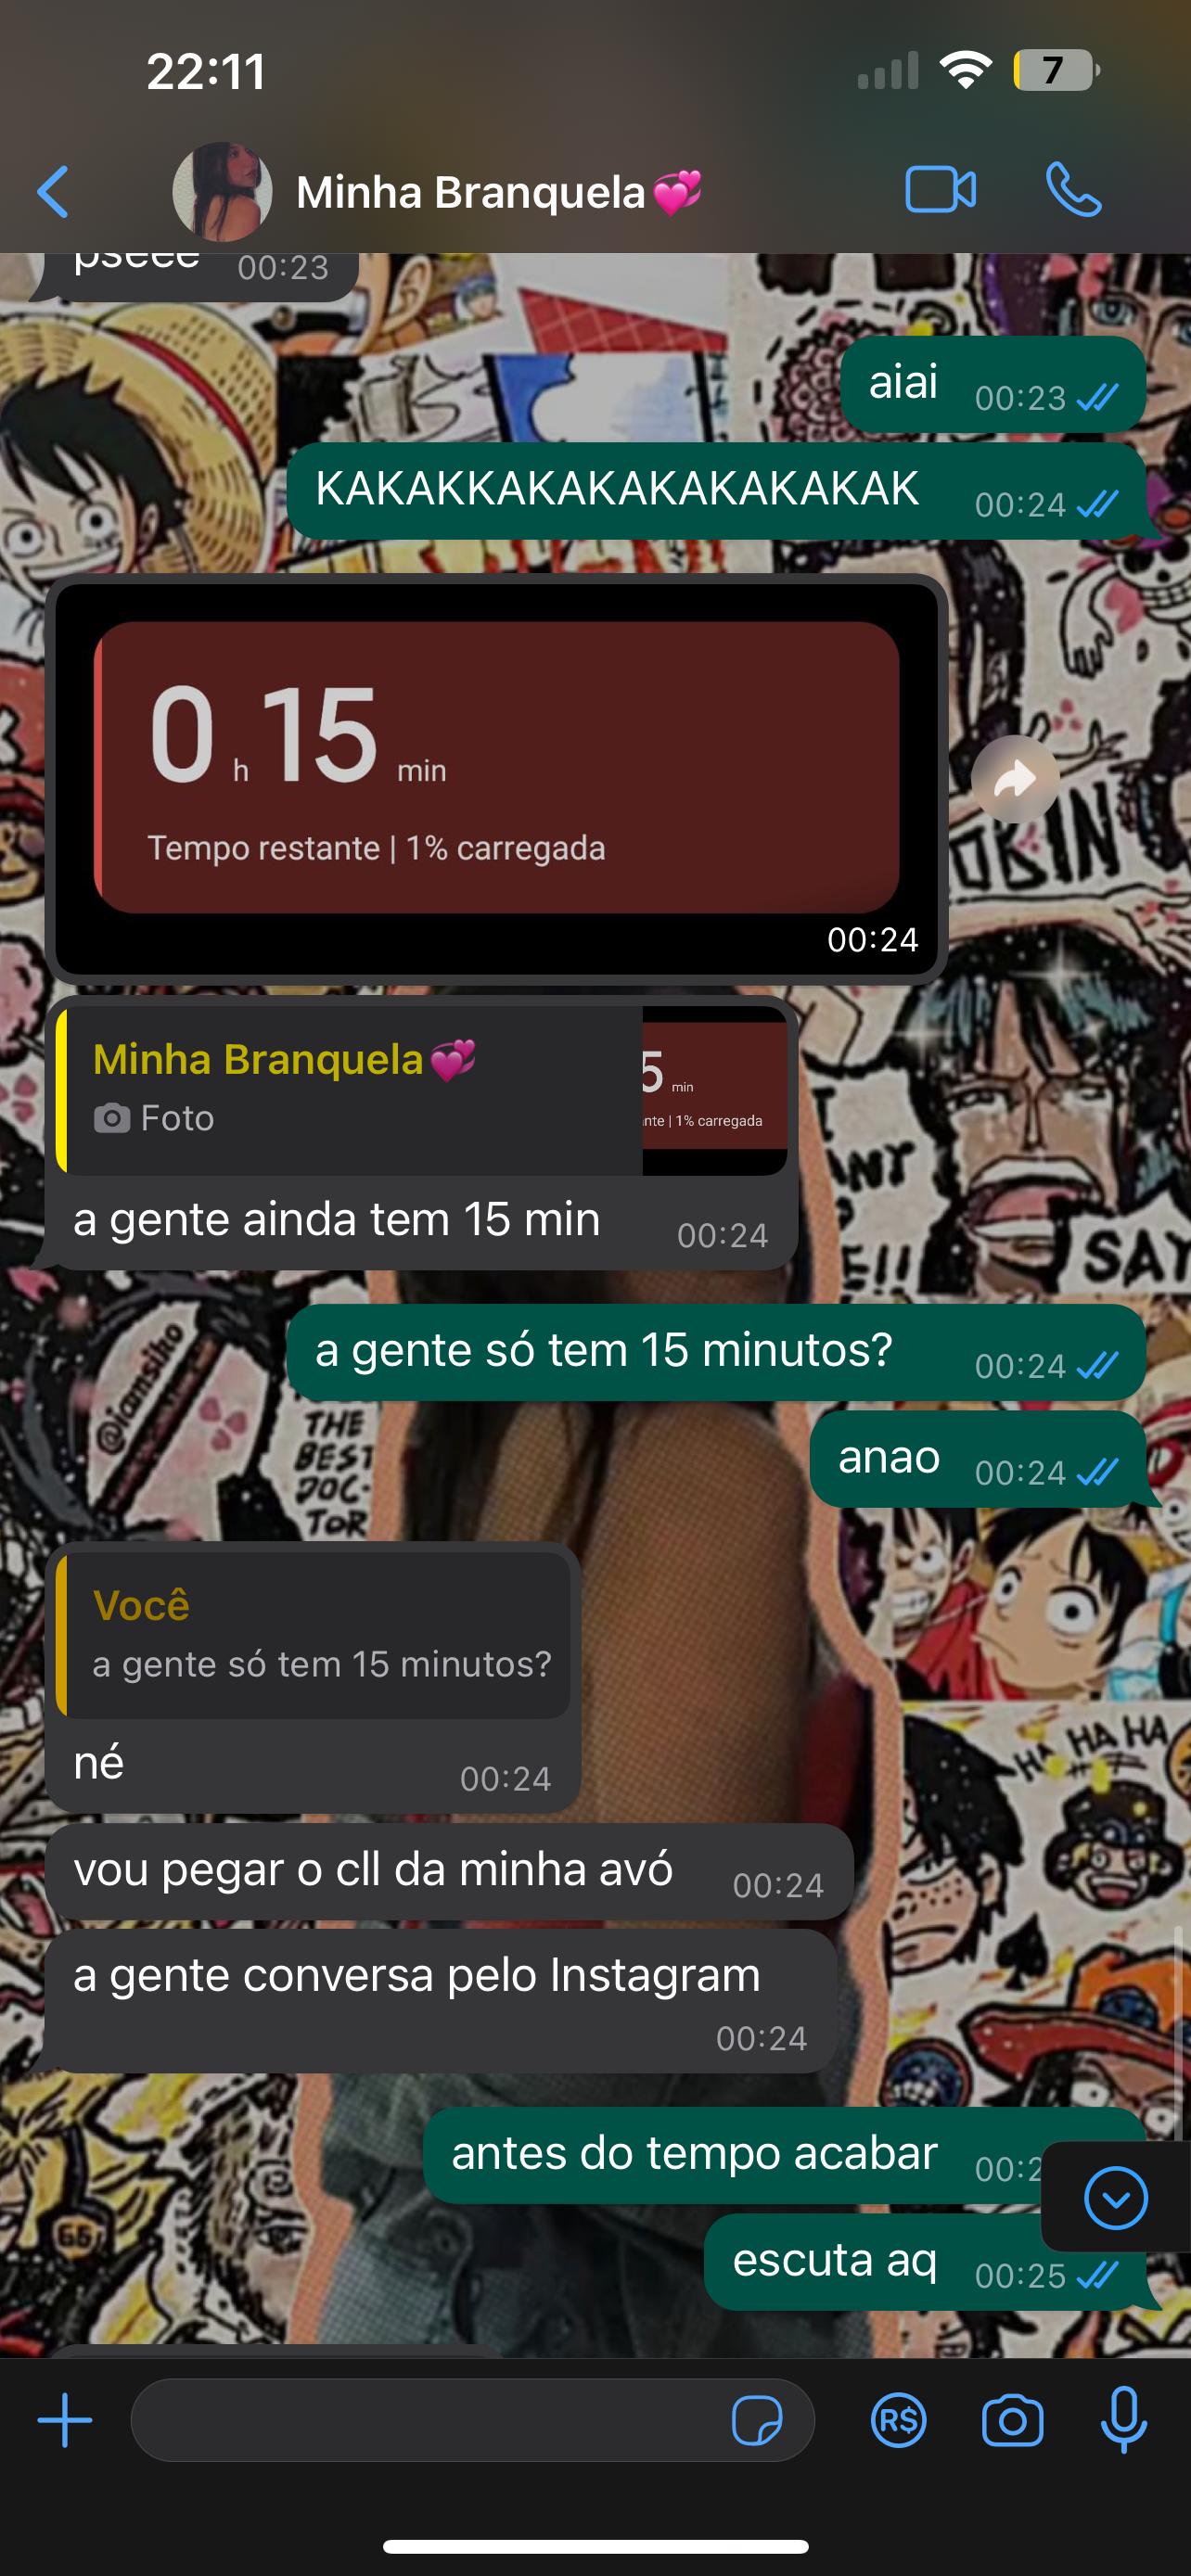 22:11
7
Minha Branquela💞
pseee 00:23
aiai 00:23
KAKAKKAKAKAKAKAKAKAK 00:24
0 h 15 min
Tempo restante | 1% carregada
00:24
Minha Branquela💞
Foto
5 min
nte | 1% carregada
a gente ainda tem 15 min 00:24
a gente só tem 15 minutos? 00:24
anao 00:24
Você
a gente só tem 15 minutos?
né 00:24
vou pegar o cll da minha avó 00:24
a gente conversa pelo Instagram
00:24
antes do tempo acabar 00:2
escuta aq 00:25
R$
OBIN
SAY
@iamsiho
THE
BEST
DOC-
TOR
HA HA HA